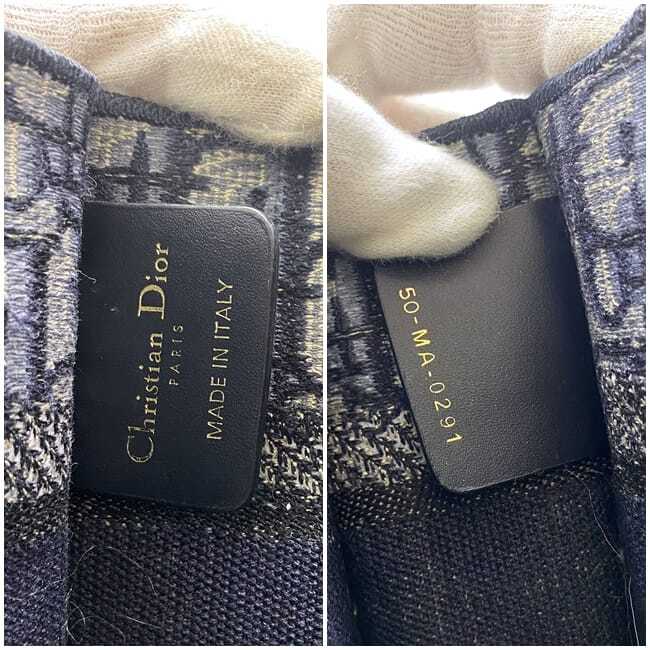 Christian Dior
PARIS
MADE IN ITALY
50-MA-0291